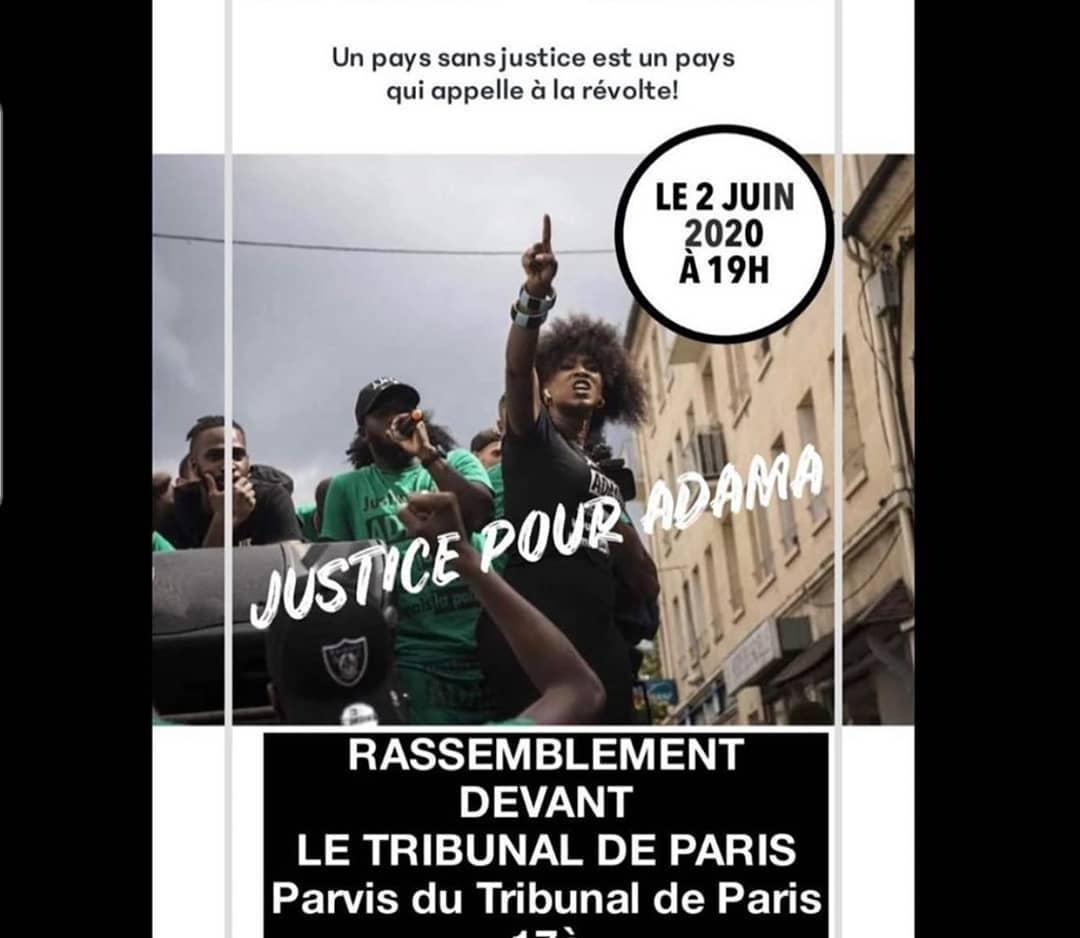 Un pays sans justice est un pays
qui appelle à la révolte!
LE 2 JUIN
2020
À 19H
JUSTICE POUR ADAMA
RASSEMBLEMENT
DEVANT
LE TRIBUNAL DE PARIS
Parvis du Tribunal de Paris